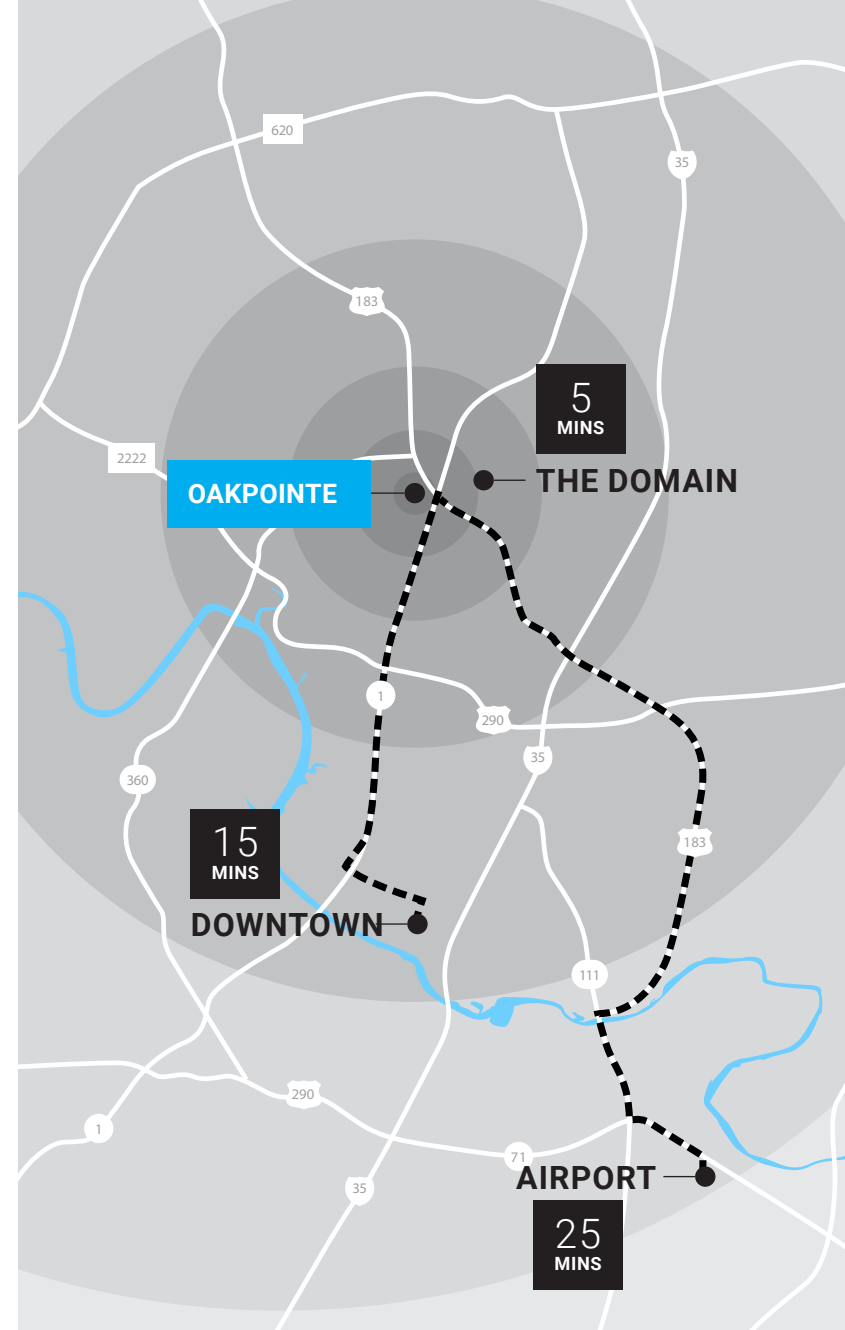 620
35
183
5
MINS
2222
THE DOMAIN
OAKPOINTE
1
290
35
360
15
MINS
183
DOWNTOWN
111
290
1
71
AIRPORT
35
25
MINS